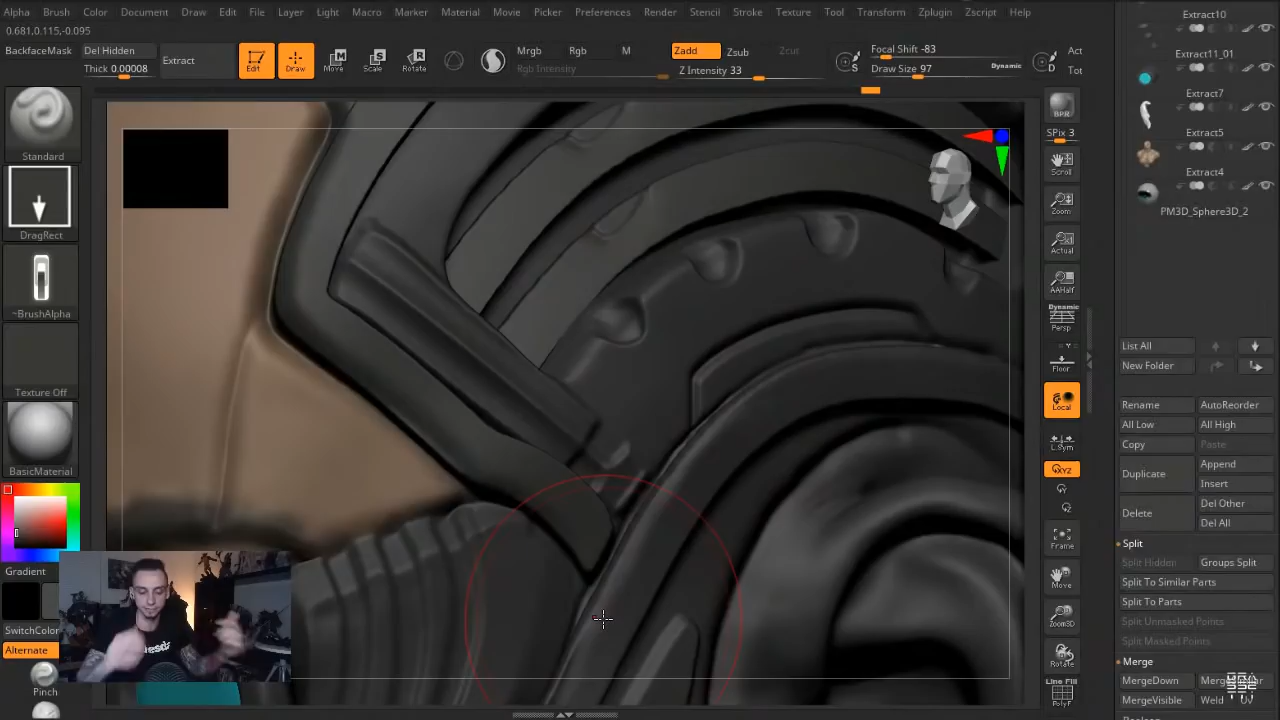 Alpha Brush Stencil Color Document Draw Edit File Layer Light Macro Marker Material Movie Picker Preferences Render Stencil Stroke Texture Tool Transform Zplugin Zscript Help
0.681,0.115,-0.095
BackfaceMask
Del Hidden
Thick 0.00008
Extract
Edit
Draw
Move
Scale
Rotate
Mrgb
Rgb
M
Rgb Intensity
Zadd
Zsub
Zcut
Z Intensity 33
S
Focal Shift -83
Draw Size 97
Dynamic
D
Act
Tot
Standard
DragRect
~BrushAlpha
Texture Off
BasicMaterial
Gradient
SwitchColor
Alternate
Pinch
BPR
SPix 3
Scroll
Zoom
Actual
AAHalf
Dynamic
Persp
Floor
Local
L.Sym
XYZ
Y
Z
Frame
Move
Zoom3D
Rotate
Line Fill
PolyF
Extract10
Extract11_01
Extract7
Extract5
Extract4
PM3D_Sphere3D_2
List All
New Folder
Rename
AutoReorder
All Low
All High
Copy
Paste
Duplicate
Append
Insert
Delete
Del Other
Del All
Split
Split Hidden
Groups Split
Split To Similar Parts
Split To Parts
Split Unmasked Points
Split Masked Points
Merge
MergeDown
MergeVisible
Weld
UV